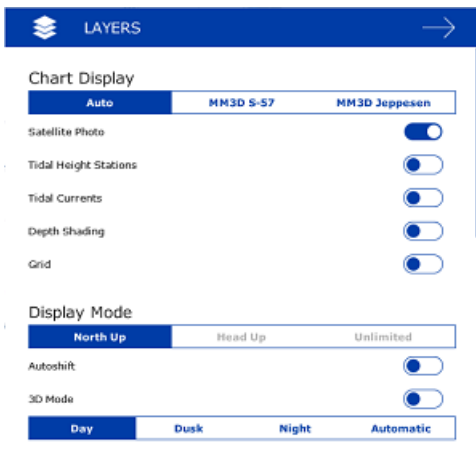 LAYERS
Chart Display
Auto MM3D S-57 MM3D Jeppesen
Satellite Photo
Tidal Height Stations
Tidal Currents
Depth Shading
Grid
Display Mode
North Up Head Up Unlimited
Autoshift
3D Mode
Day Dusk Night Automatic